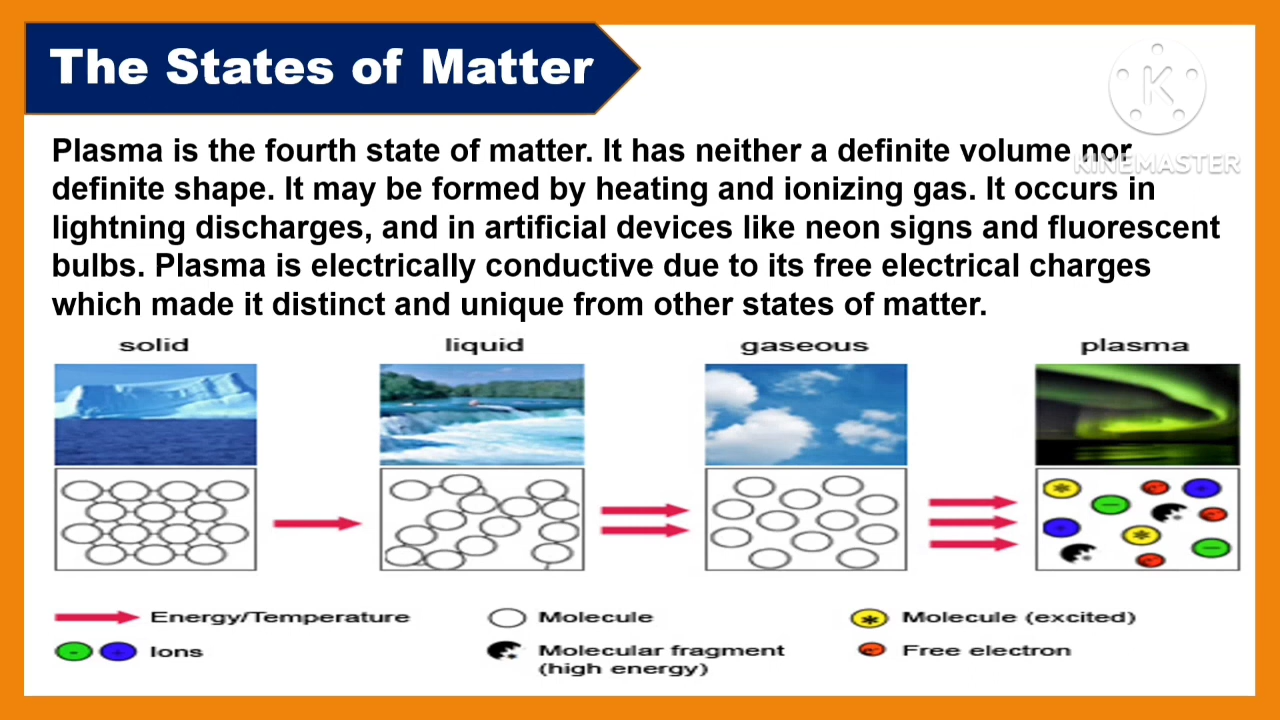 The States of Matter
K
KINEMASTER
Plasma is the fourth state of matter. It has neither a definite volume nor
definite shape. It may be formed by heating and ionizing gas. It occurs in
lightning discharges, and in artificial devices like neon signs and fluorescent
bulbs. Plasma is electrically conductive due to its free electrical charges
which made it distinct and unique from other states of matter.
solid liquid gaseous plasma
Energy/Temperature Molecule Molecule (excited)
Ions Molecular fragment Free electron
(high energy)